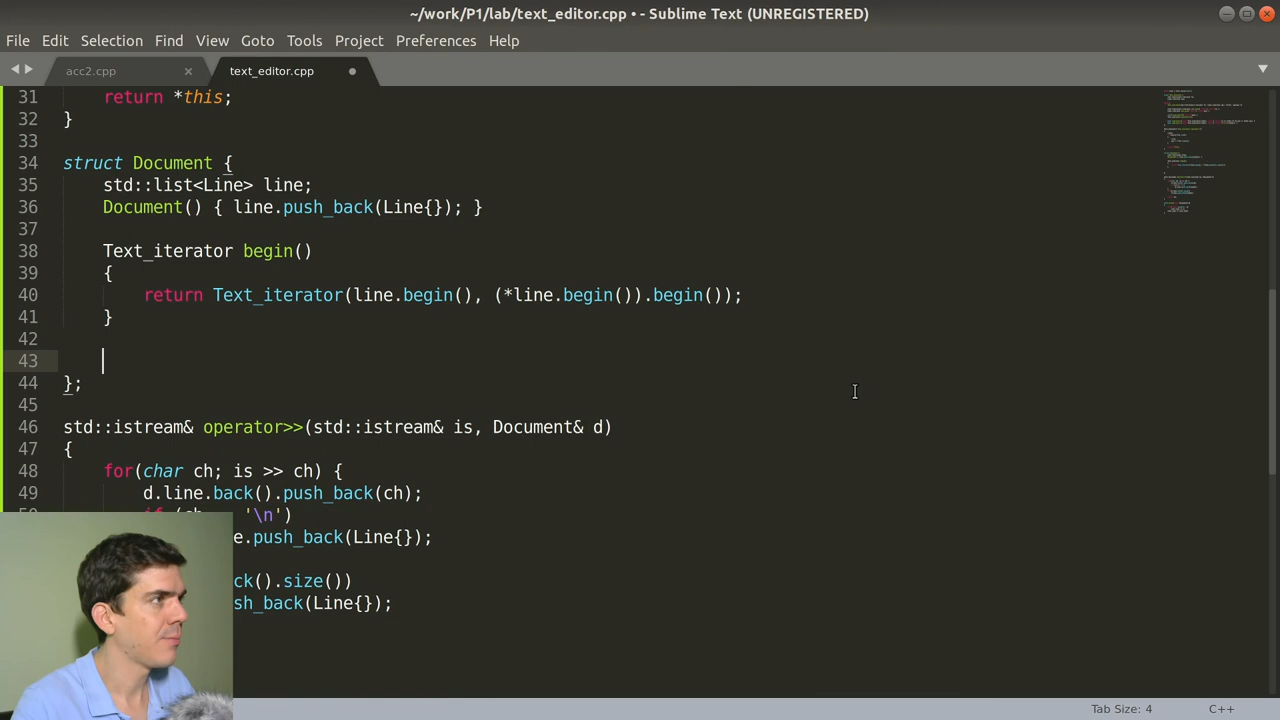 ~/work/P1/lab/text_editor.cpp • - Sublime Text (UNREGISTERED)
File Edit Selection Find View Goto Tools Project Preferences Help
acc2.cpp × text_editor.cpp
31 return *this;
32 }
33
34 struct Document {
35 std::list<Line> line;
36 Document() { line.push_back(Line{}); }
37
38 Text_iterator begin()
39 {
40 return Text_iterator(line.begin(), (*line.begin()).begin());
41 }
42
43
44 };
45
46 std::istream& operator>>(std::istream& is, Document& d)
47 {
48 for(char ch; is >> ch) {
49 d.line.back().push_back(ch);
'\n')
e.push_back(Line{});
ck().size())
sh_back(Line{});
Tab Size: 4 C++